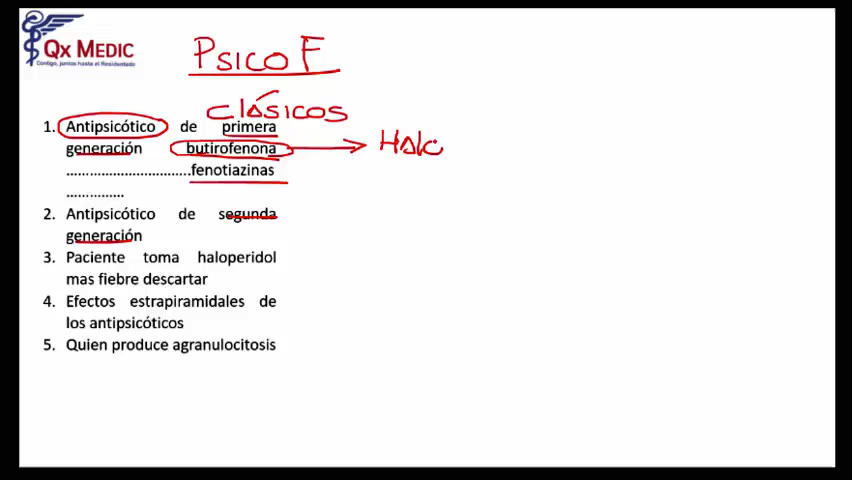 Qx MEDIC
Contigo, juntos hasta el Residentado
PSICOF
CLÁSICOS
1. Antipsicótico de primera
generación butirofenona
Halo
..............................fenotiazinas
...............
2. Antipsicótico de segunda
generación
3. Paciente toma haloperidol
mas fiebre descartar
4. Efectos estrapiramidales de
los antipsicóticos
5. Quien produce agranulocitosis